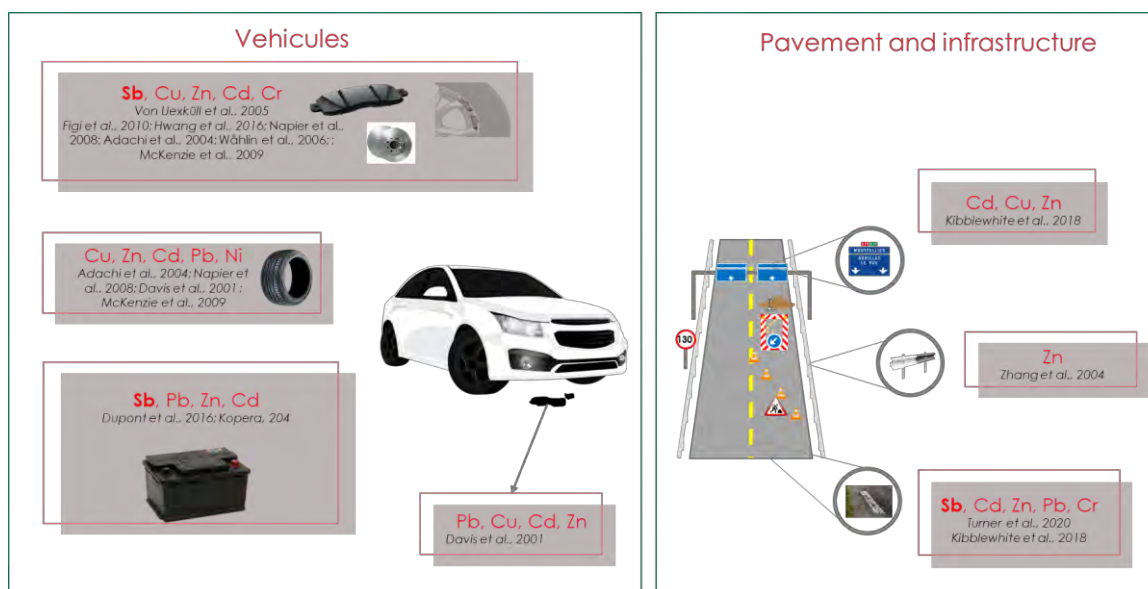 Vehicules
Sb, Cu, Zn, Cd, Cr
Von Uexküll et al., 2005
Figi et al., 2010; Hwang et al., 2016; Napier et al.,
2008; Adachi et al., 2004; Wåhlin et al., 2006; ;
McKenzie et al., 2009
Cu, Zn, Cd, Pb, Ni
Adachi et al., 2004; Napier et
al., 2008; Davis et al., 2001 ;
McKenzie et al., 2009
Sb, Pb, Zn, Cd
Dupont et al., 2016; Kopera, 204
Pb, Cu, Cd, Zn
Davis et al., 2001
Pavement and infrastructure
Cd, Cu, Zn
Kibblewhite et al., 2018
MONTPELLIER
130
Zn
Zhang et al., 2004
Sb, Cd, Zn, Pb, Cr
Turner et al., 2020
Kibblewhite et al., 2018